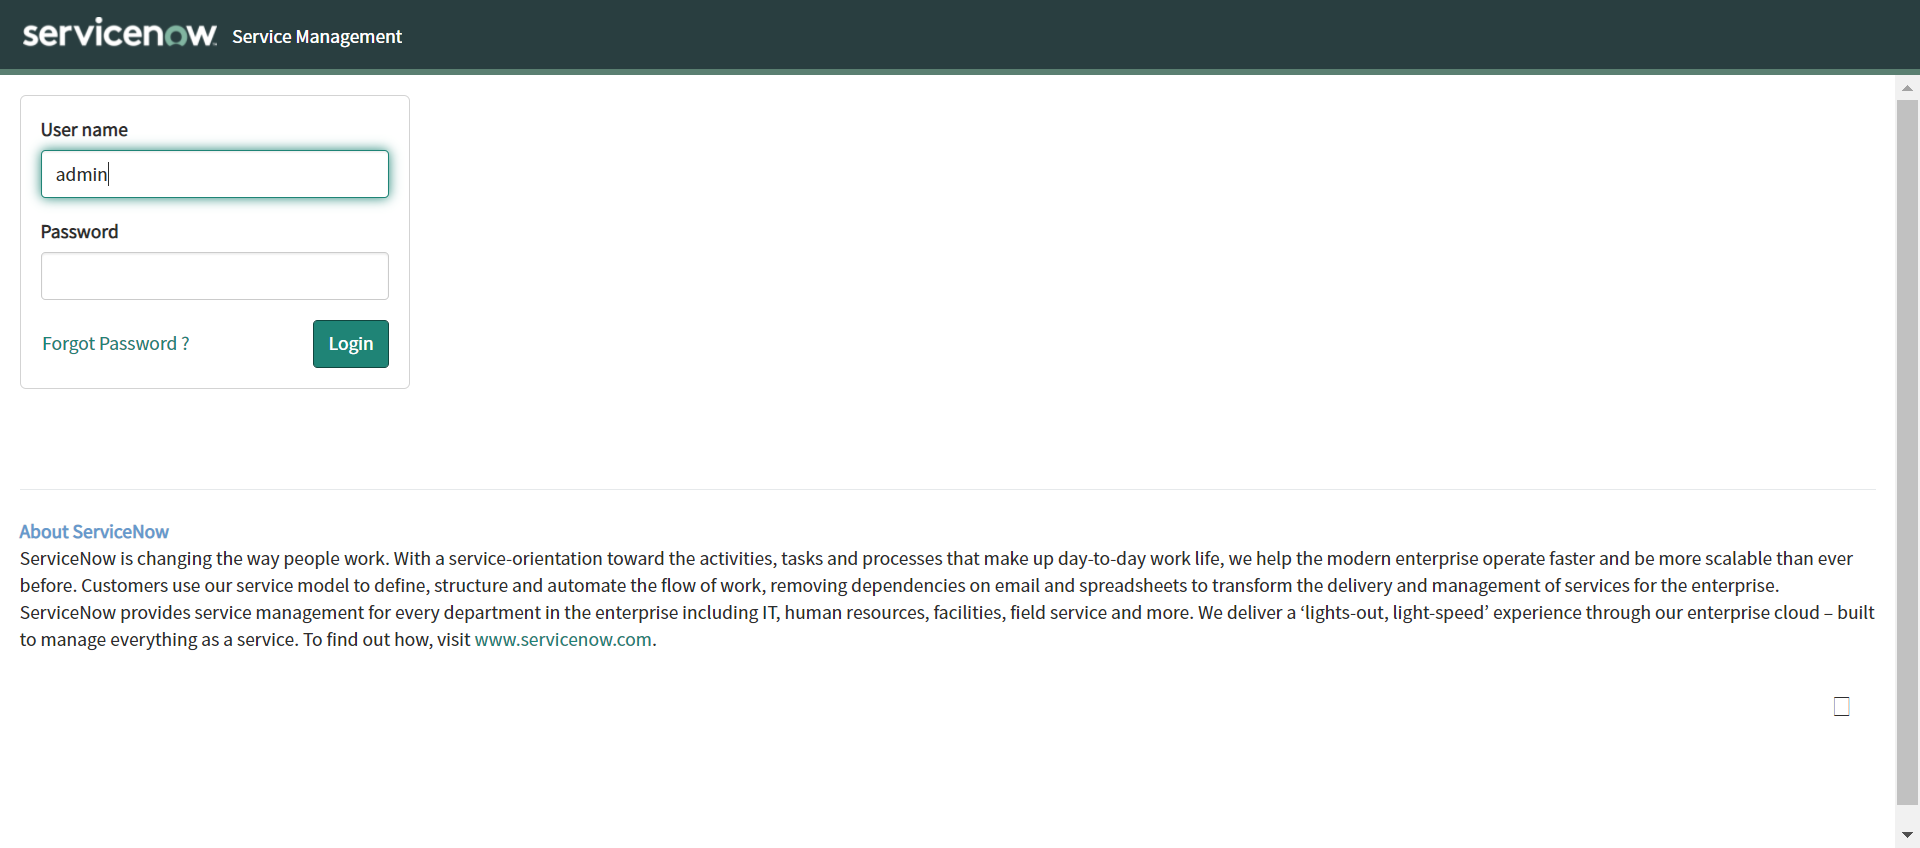 servicenow Service Management
User name
admin
Password
Forgot Password ?
Login
About ServiceNow
ServiceNow is changing the way people work. With a service-orientation toward the activities, tasks and processes that make up day-to-day work life, we help the modern enterprise operate faster and be more scalable than ever
before. Customers use our service model to define, structure and automate the flow of work, removing dependencies on email and spreadsheets to transform the delivery and management of services for the enterprise.
ServiceNow provides service management for every department in the enterprise including IT, human resources, facilities, field service and more. We deliver a ‘lights-out, light-speed’ experience through our enterprise cloud – built
to manage everything as a service. To find out how, visit www.servicenow.com.